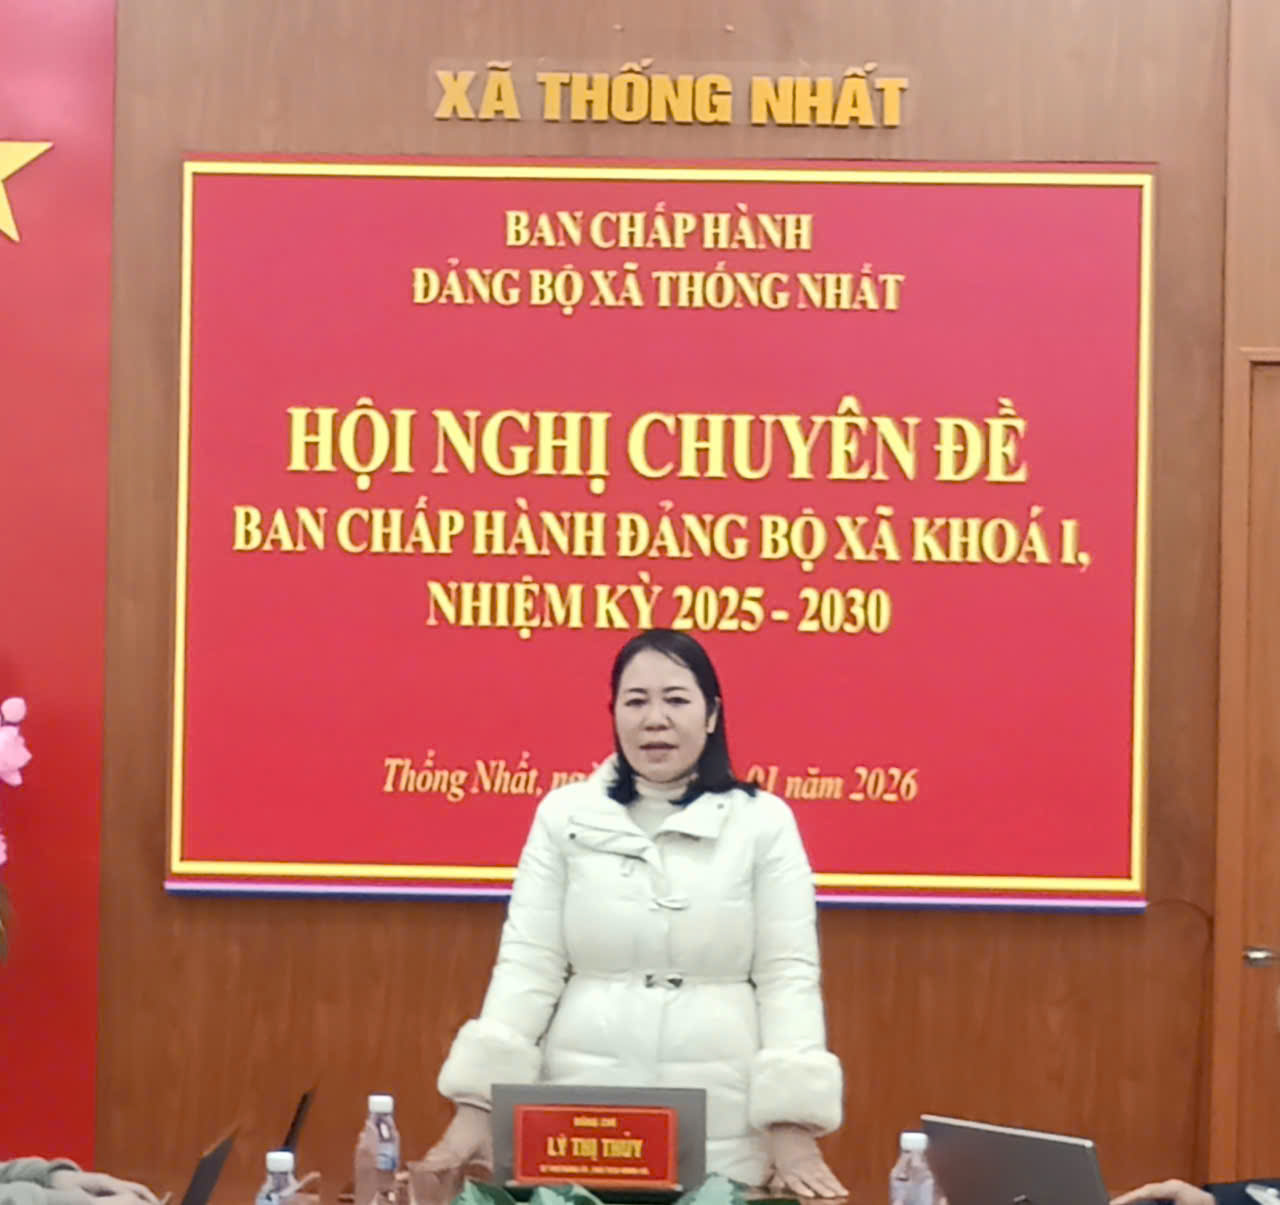 XÃ THỐNG NHẤT
BAN CHẤP HÀNH
ĐẢNG BỘ XÃ THỐNG NHẤT
HỘI NGHỊ CHUYÊN ĐỀ
BAN CHẤP HÀNH ĐẢNG BỘ XÃ KHOÁ I,
NHIỆM KỲ 2025 - 2030
Thống Nhất, 01 năm 2026
ĐỒNG CHÍ
LÝ THỊ THỦY